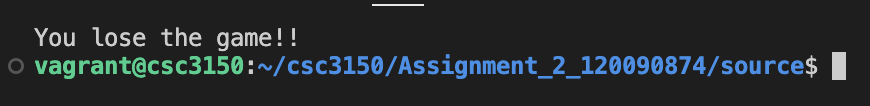 You lose the game!!
vagrant@csc3150:~/csc3150/Assignment_2_120090874/source$